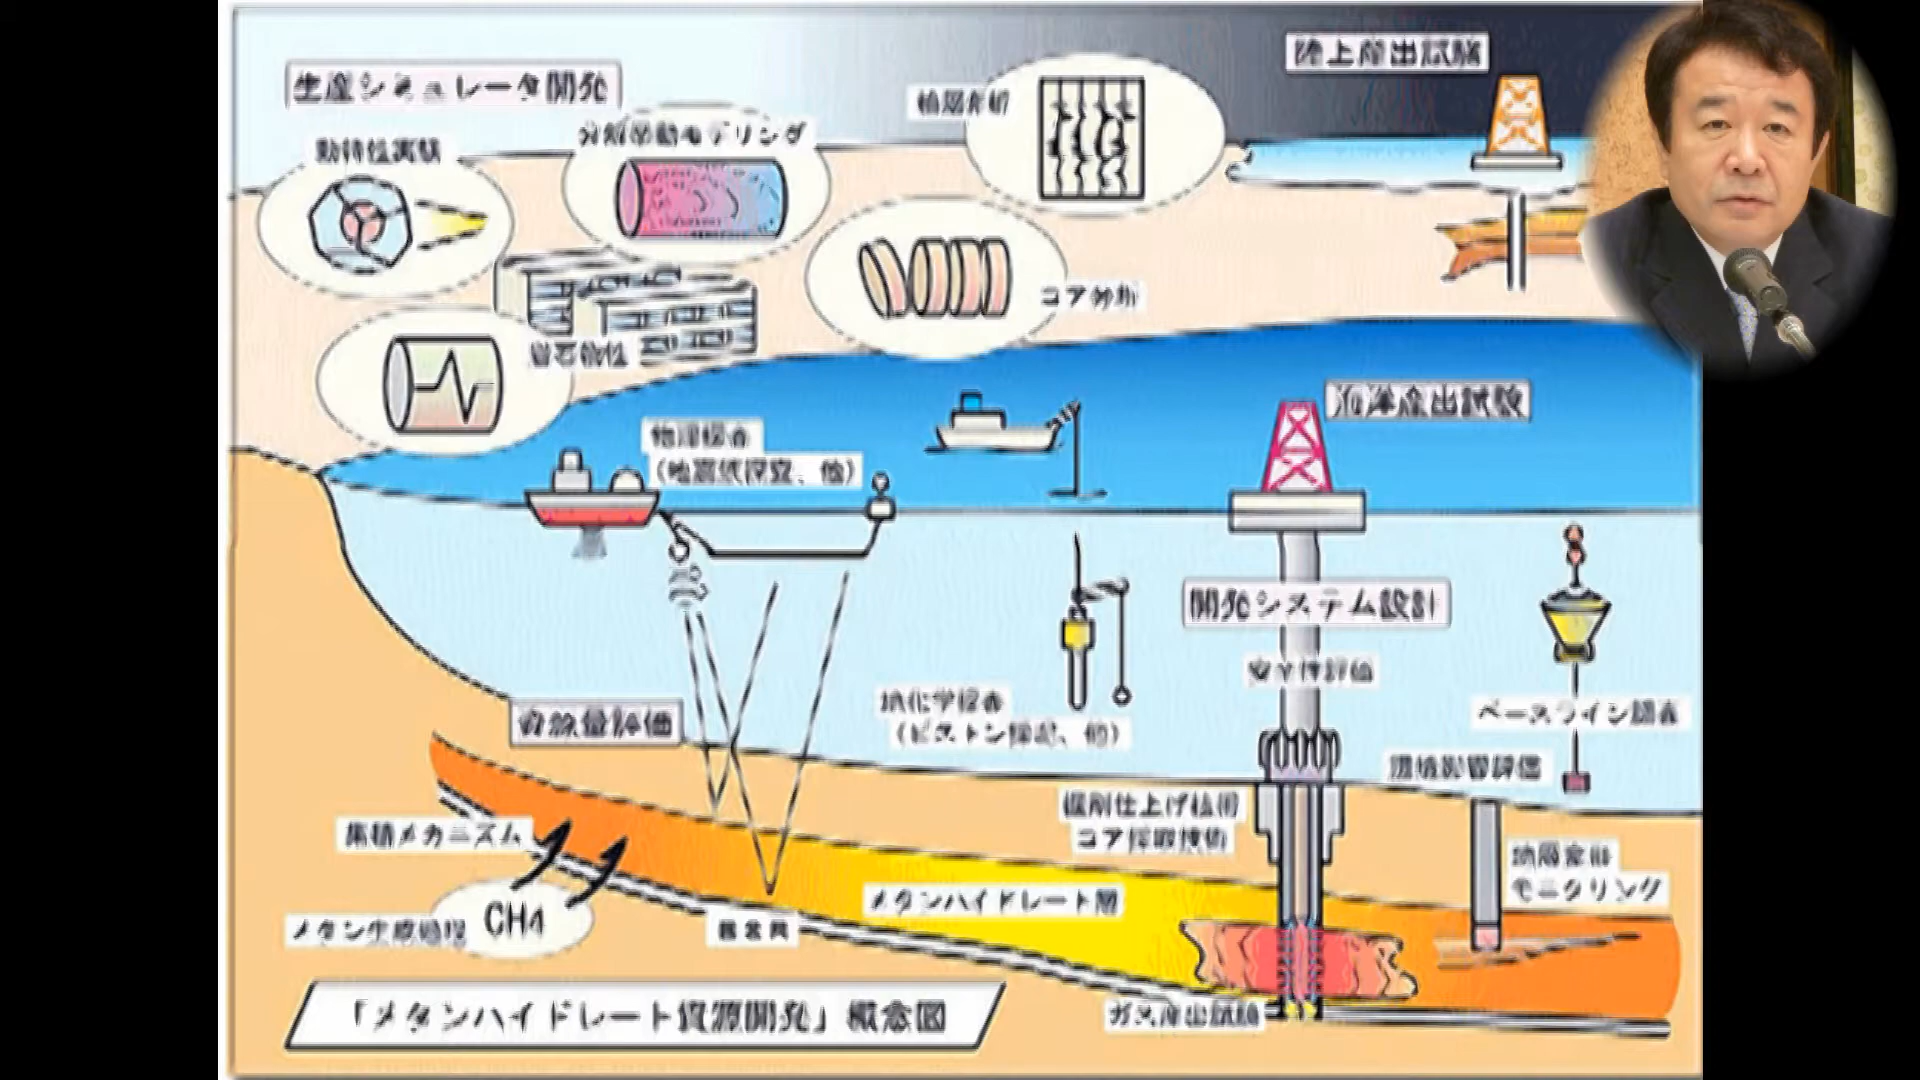 生産シミュレータ開発
陸上産出試験
動特性実験
分解挙動モデリング
検層解析
コア分析
岩石物性
海洋産出試験
物理探査
（地震波探査、他）
開発システム設計
安全性評価
資源量評価
地化学探査
（ピストン採泥、他）
ベースライン調査
環境影響評価
掘削仕上げ技術
コア採取技術
集積メカニズム
メタンハイドレート層
地層変形
モニタリング
メタン生成過程
CH4
ガス産出試験
「メタンハイドレート資源開発」概念図